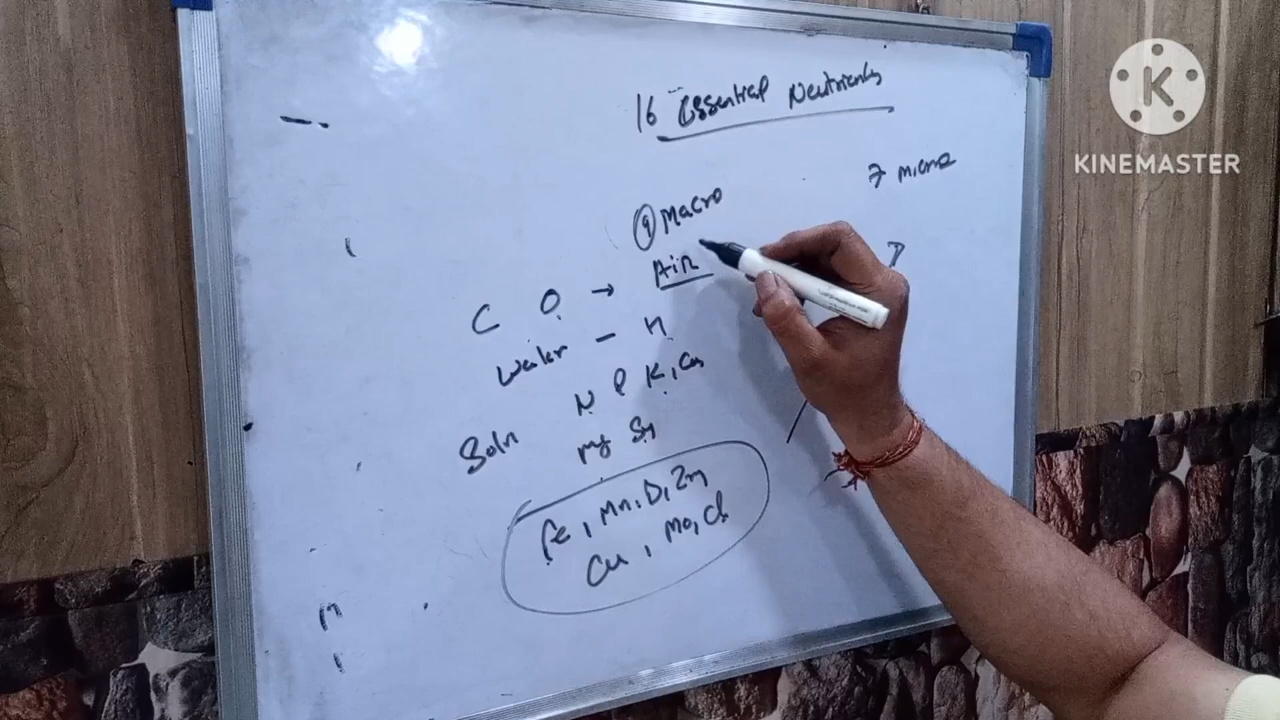 16 Essential Neutrients
7 micro
9 Macro
Air
C O →
Water - H
N P K, Ca
Soln
Mg S,
Fe, Mn, B, Zn,
Cu, Mo, Cl
K
KINEMASTER